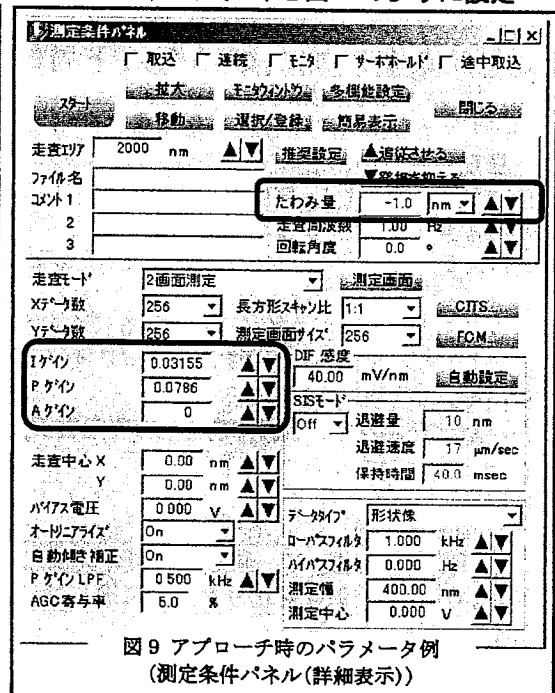 測定条件パネル
取込 連続 モニタ サーボホールド 途中取込
スタート 拡大 モニタウィンドウ 多機能設定 閉じる
移動 選択/登録 簡易表示
走査エリア 2000 nm 推奨設定 ▲追従させる
ファイル名 ▼発振を抑える
コメント 1 たわみ量 -1.0 nm
2 走査周波数 1.00 Hz
3 回転角度 0.0 °
走査モード 2画面測定 測定画面
Xデータ数 256 長方形スキャン比 1:1 CITS
Yデータ数 256 測定画面サイズ 256 FCM
I ゲイン 0.03155 DIF 感度
P ゲイン 0.0786 40.00 mV/nm 自動設定
A ゲイン 0 SISモード
Off 退避量 10 nm
退避速度 17 μm/sec
走査中心 X 0.00 nm 保持時間 40.0 msec
Y 0.00 nm
バイアス電圧 0.000 V データタイプ 形状像
オートリニアライズ On ローパスフィルタ 1.000 kHz
自動傾き補正 On ハイパスフィルタ 0.000 Hz
P ゲイン LPF 0.500 kHz 測定幅 400.00 nm
AGC寄与率 5.0 % 測定中心 0.000 V
図 9 アプローチ時のパラメータ例
(測定条件パネル(詳細表示))